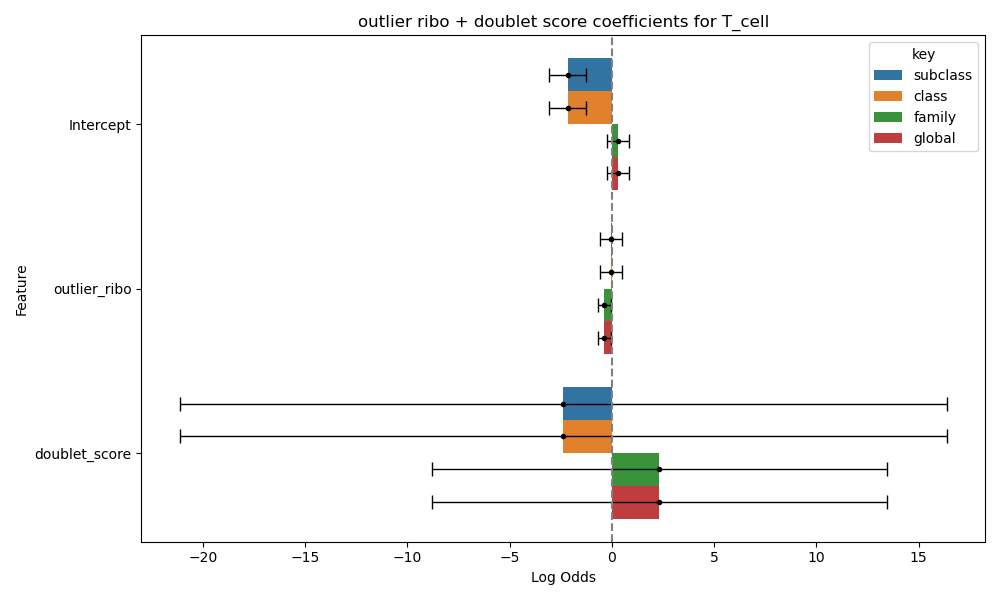 outlier ribo + doublet score coefficients for T_cell
key
subclass
class
family
global
Intercept
outlier_ribo
doublet_score
Feature
−20
−15
−10
−5
0
5
10
15
Log Odds